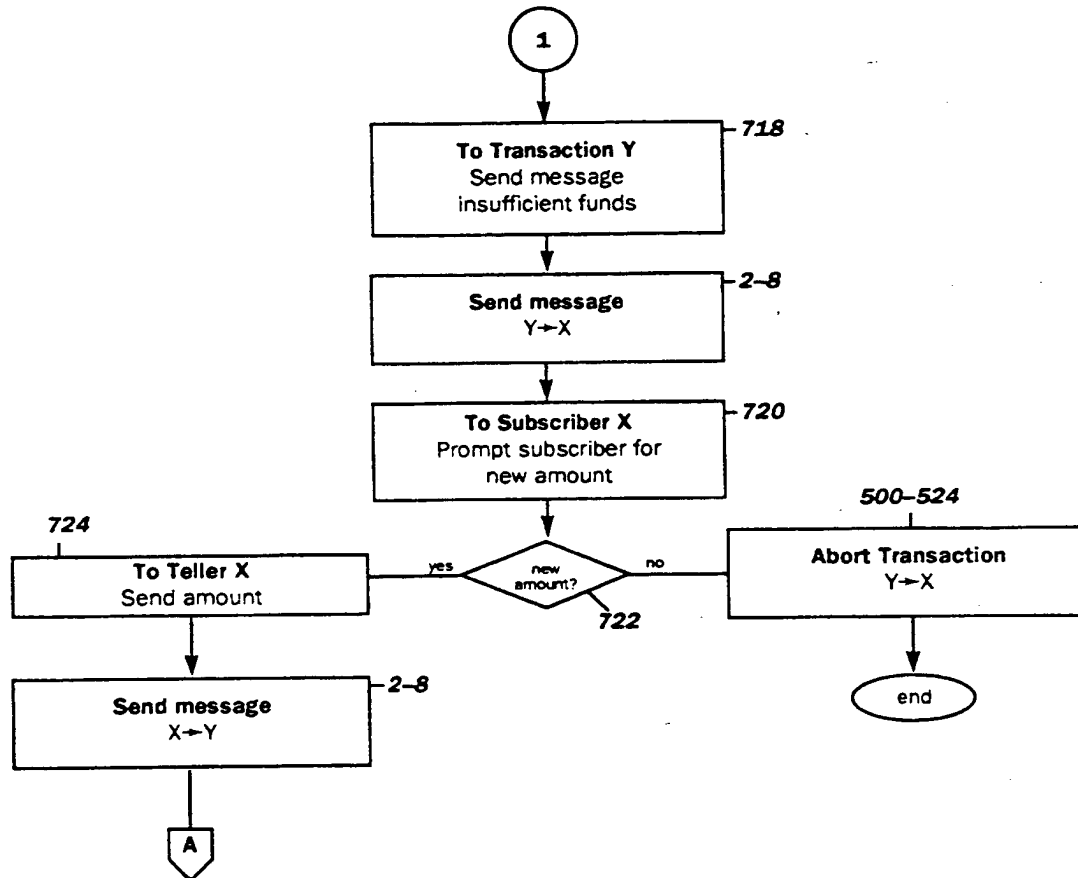 1
718
To Transaction Y
Send message
insufficient funds
2–8
Send message
Y→X
720
To Subscriber X
Prompt subscriber for
new amount
724
To Teller X
Send amount
yes
new
amount?
no
722
500–524
Abort Transaction
Y→X
end
2–8
Send message
X→Y
A